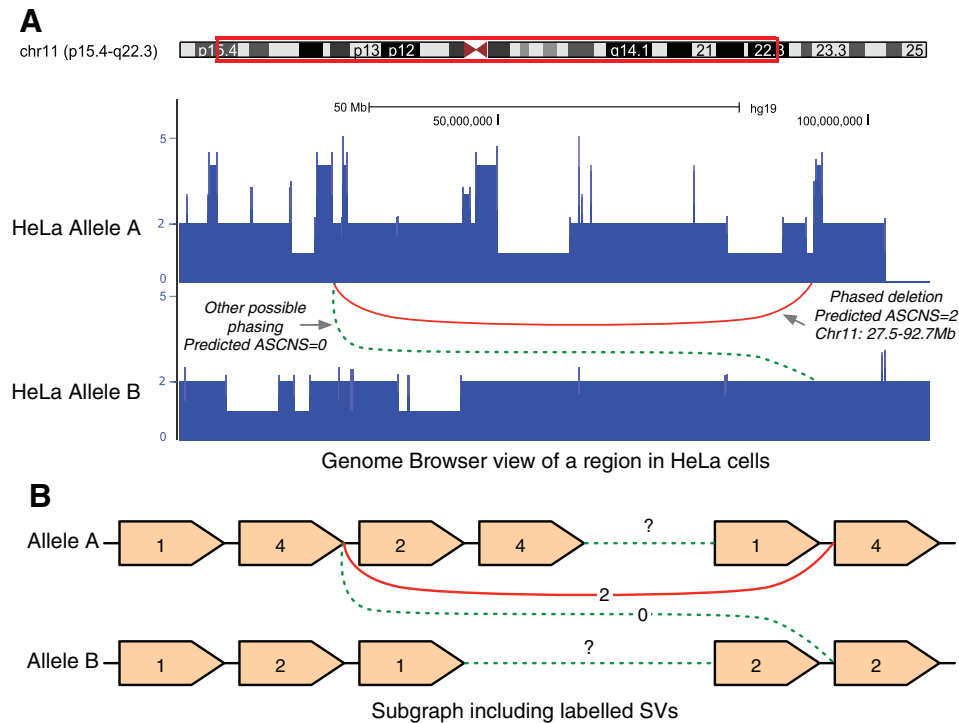 A
chr11 (p15.4-q22.3)
p15.4 p13 p12 q14.1 21 22.3 23.3 25
50 Mb hg19
50,000,000 100,000,000
5
2
0
HeLa Allele A
5
Other possible
phasing
Predicted ASCNS=0
Phased deletion
Predicted ASCNS=2
Chr11: 27.5-92.7Mb
HeLa Allele B
2
0
Genome Browser view of a region in HeLa cells
B
Allele A 1 4 2 4 ? 1 4
2
0
Allele B 1 2 1 ? 2 2
Subgraph including labelled SVs